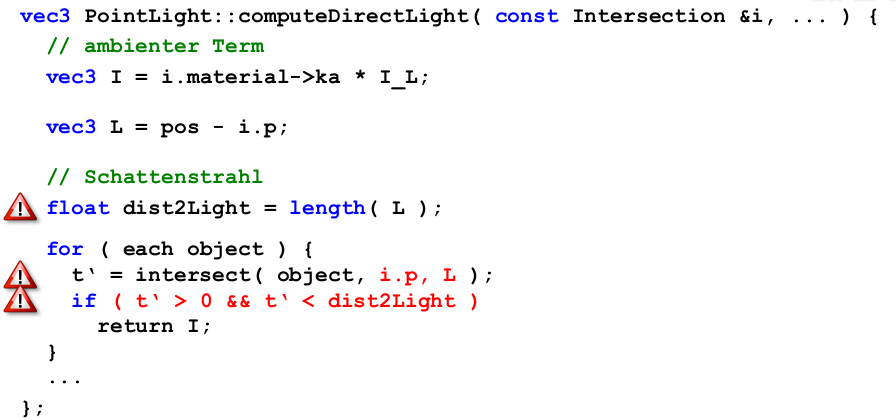 vec3 PointLight::computeDirectLight( const Intersection &i, ... ) {
// ambienter Term
vec3 I = i.material->ka * I_L;
vec3 L = pos - i.p;
// Schattenstrahl
! float dist2Light = length( L );
for ( each object ) {
! t‘ = intersect( object, i.p, L );
! if ( t‘ > 0 && t‘ < dist2Light )
return I;
}
...
};